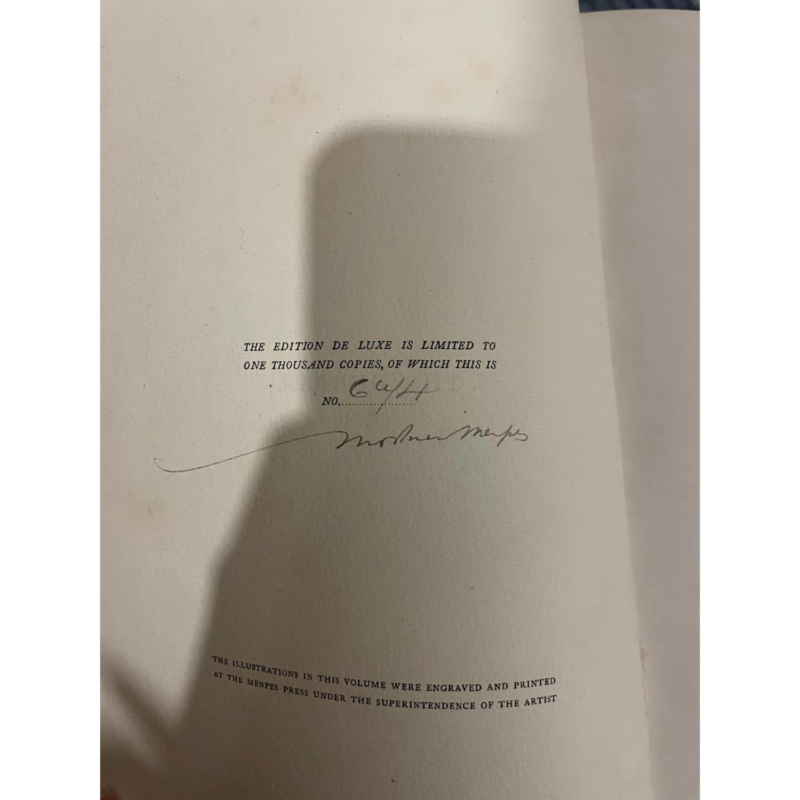 THE EDITION DE LUXE IS LIMITED TO
ONE THOUSAND COPIES, OF WHICH THIS IS
NO. 644
Mortimer Menpes
THE ILLUSTRATIONS IN THIS VOLUME WERE ENGRAVED AND PRINTED
AT THE MENPES PRESS UNDER THE SUPERINTENDENCE OF THE ARTIST